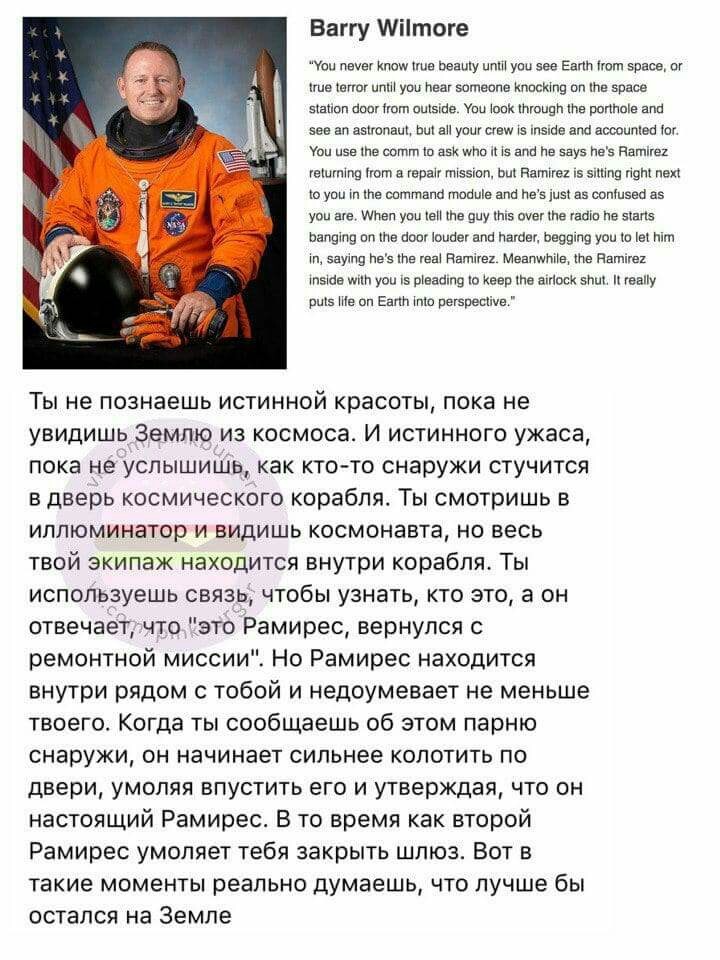 Barry Wilmore
“You never know true beauty until you see Earth from space, or
true terror until you hear someone knocking on the space
station door from outside. You look through the porthole and
see an astronaut, but all your crew is inside and accounted for.
You use the comm to ask who it is and he says he's Ramirez
returning from a repair mission, but Ramirez is sitting right next
to you in the command module and he's just as confused as
you are. When you tell the guy this over the radio he starts
banging on the door louder and harder, begging you to let him
in, saying he's the real Ramirez. Meanwhile, the Ramirez
inside with you is pleading to keep the airlock shut. It really
puts life on Earth into perspective.”
NASA
Ты не познаешь истинной красоты, пока не
увидишь Землю из космоса. И истинного ужаса,
пока не услышишь, как кто-то снаружи стучится
в дверь космического корабля. Ты смотришь в
иллюминатор и видишь космонавта, но весь
твой экипаж находится внутри корабля. Ты
используешь связь, чтобы узнать, кто это, а он
отвечает, что "это Рамирес, вернулся с
ремонтной миссии". Но Рамирес находится
внутри рядом с тобой и недоумевает не меньше
твоего. Когда ты сообщаешь об этом парню
снаружи, он начинает сильнее колотить по
двери, умоляя впустить его и утверждая, что он
настоящий Рамирес. В то время как второй
Рамирес умоляет тебя закрыть шлюз. Вот в
такие моменты реально думаешь, что лучше бы
остался на Земле
vk.com/pinkburger
vk.com/pinkburger